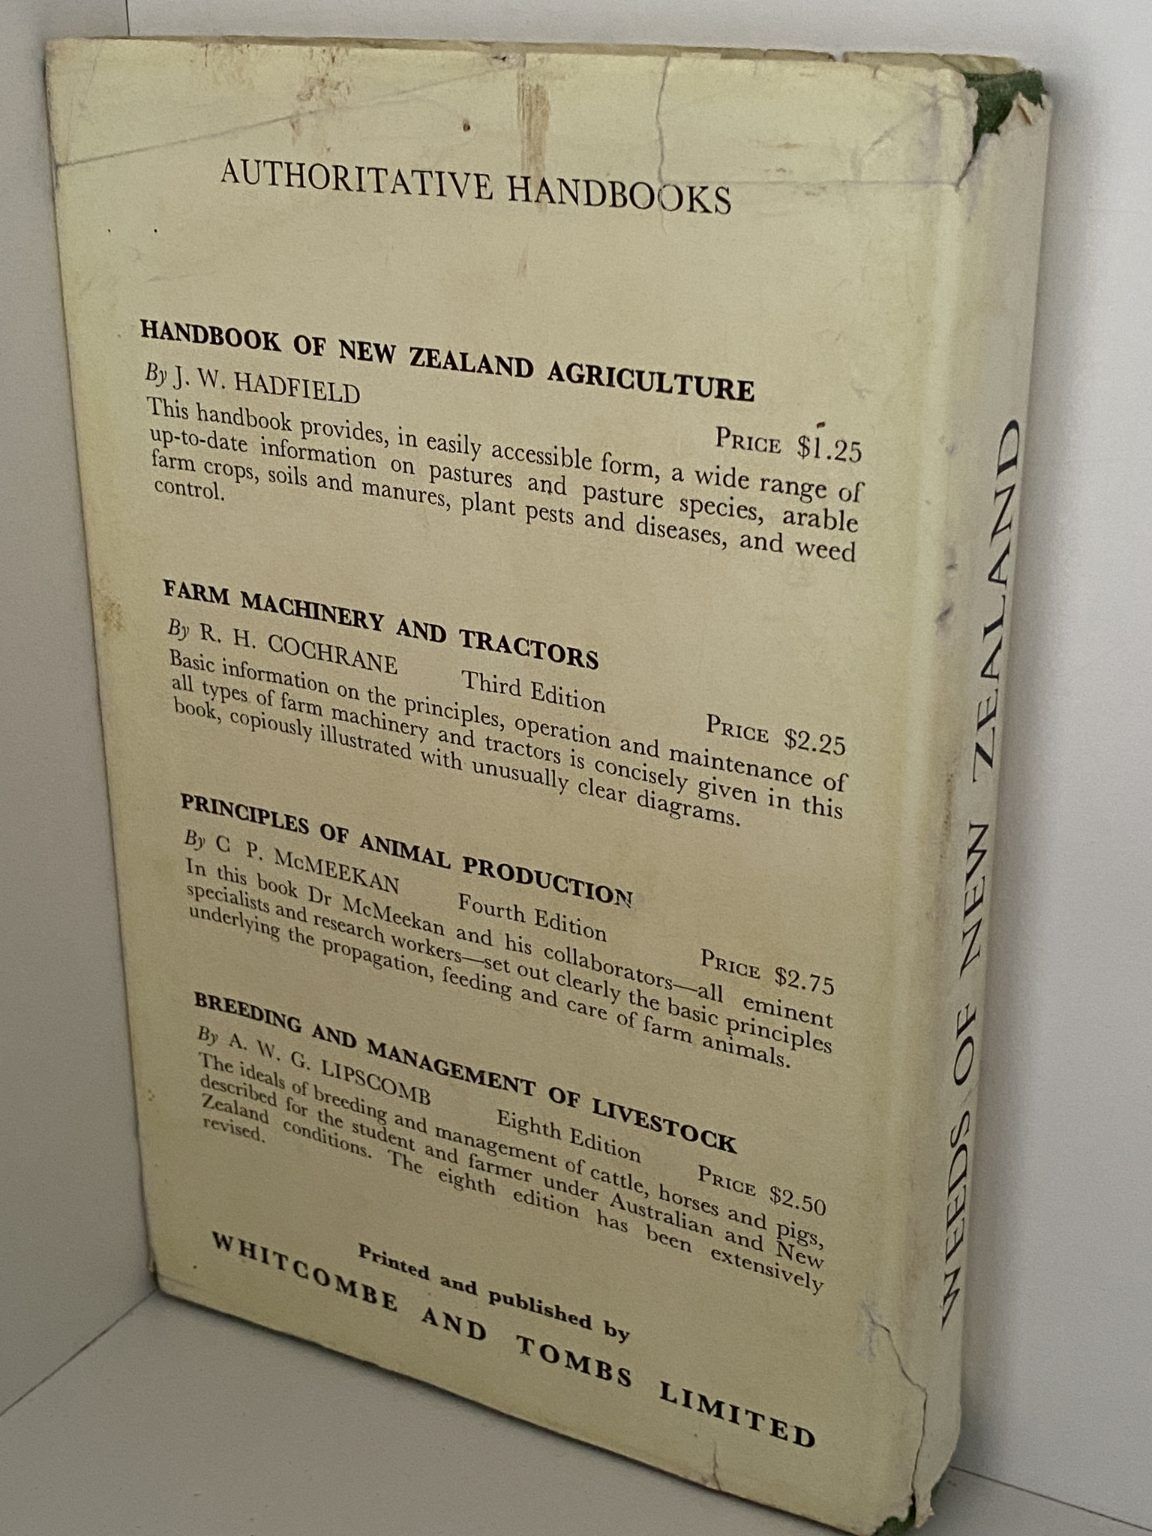 AUTHORITATIVE HANDBOOKS
HANDBOOK OF NEW ZEALAND AGRICULTURE
By J. W. HADFIELD
PRICE $1.25
This handbook provides, in easily accessible form, a wide range of
up-to-date information on pastures and pasture species, arable
farm crops, soils and manures, plant pests and diseases, and weed
control.
FARM MACHINERY AND TRACTORS
By R. H. COCHRANE Third Edition PRICE $2.25
Basic information on the principles, operation and maintenance of
all types of farm machinery and tractors is concisely given in this
book, copiously illustrated with unusually clear diagrams.
PRINCIPLES OF ANIMAL PRODUCTION
By C P. McMEEKAN Fourth Edition PRICE $2.75
In this book Dr McMeekan and his collaborators—all eminent
specialists and research workers—set out clearly the basic principles
underlying the propagation, feeding and care of farm animals.
BREEDING AND MANAGEMENT OF LIVESTOCK
By A. W. G. LIPSCOMB Eighth Edition PRICE $2.50
The ideals of breeding and management of cattle, horses and pigs,
described for the student and farmer under Australian and New
Zealand conditions. The eighth edition has been extensively
revised.
Printed and published by
WHITCOMBE AND TOMBS LIMITED
WEEDS OF NEW ZEALAND